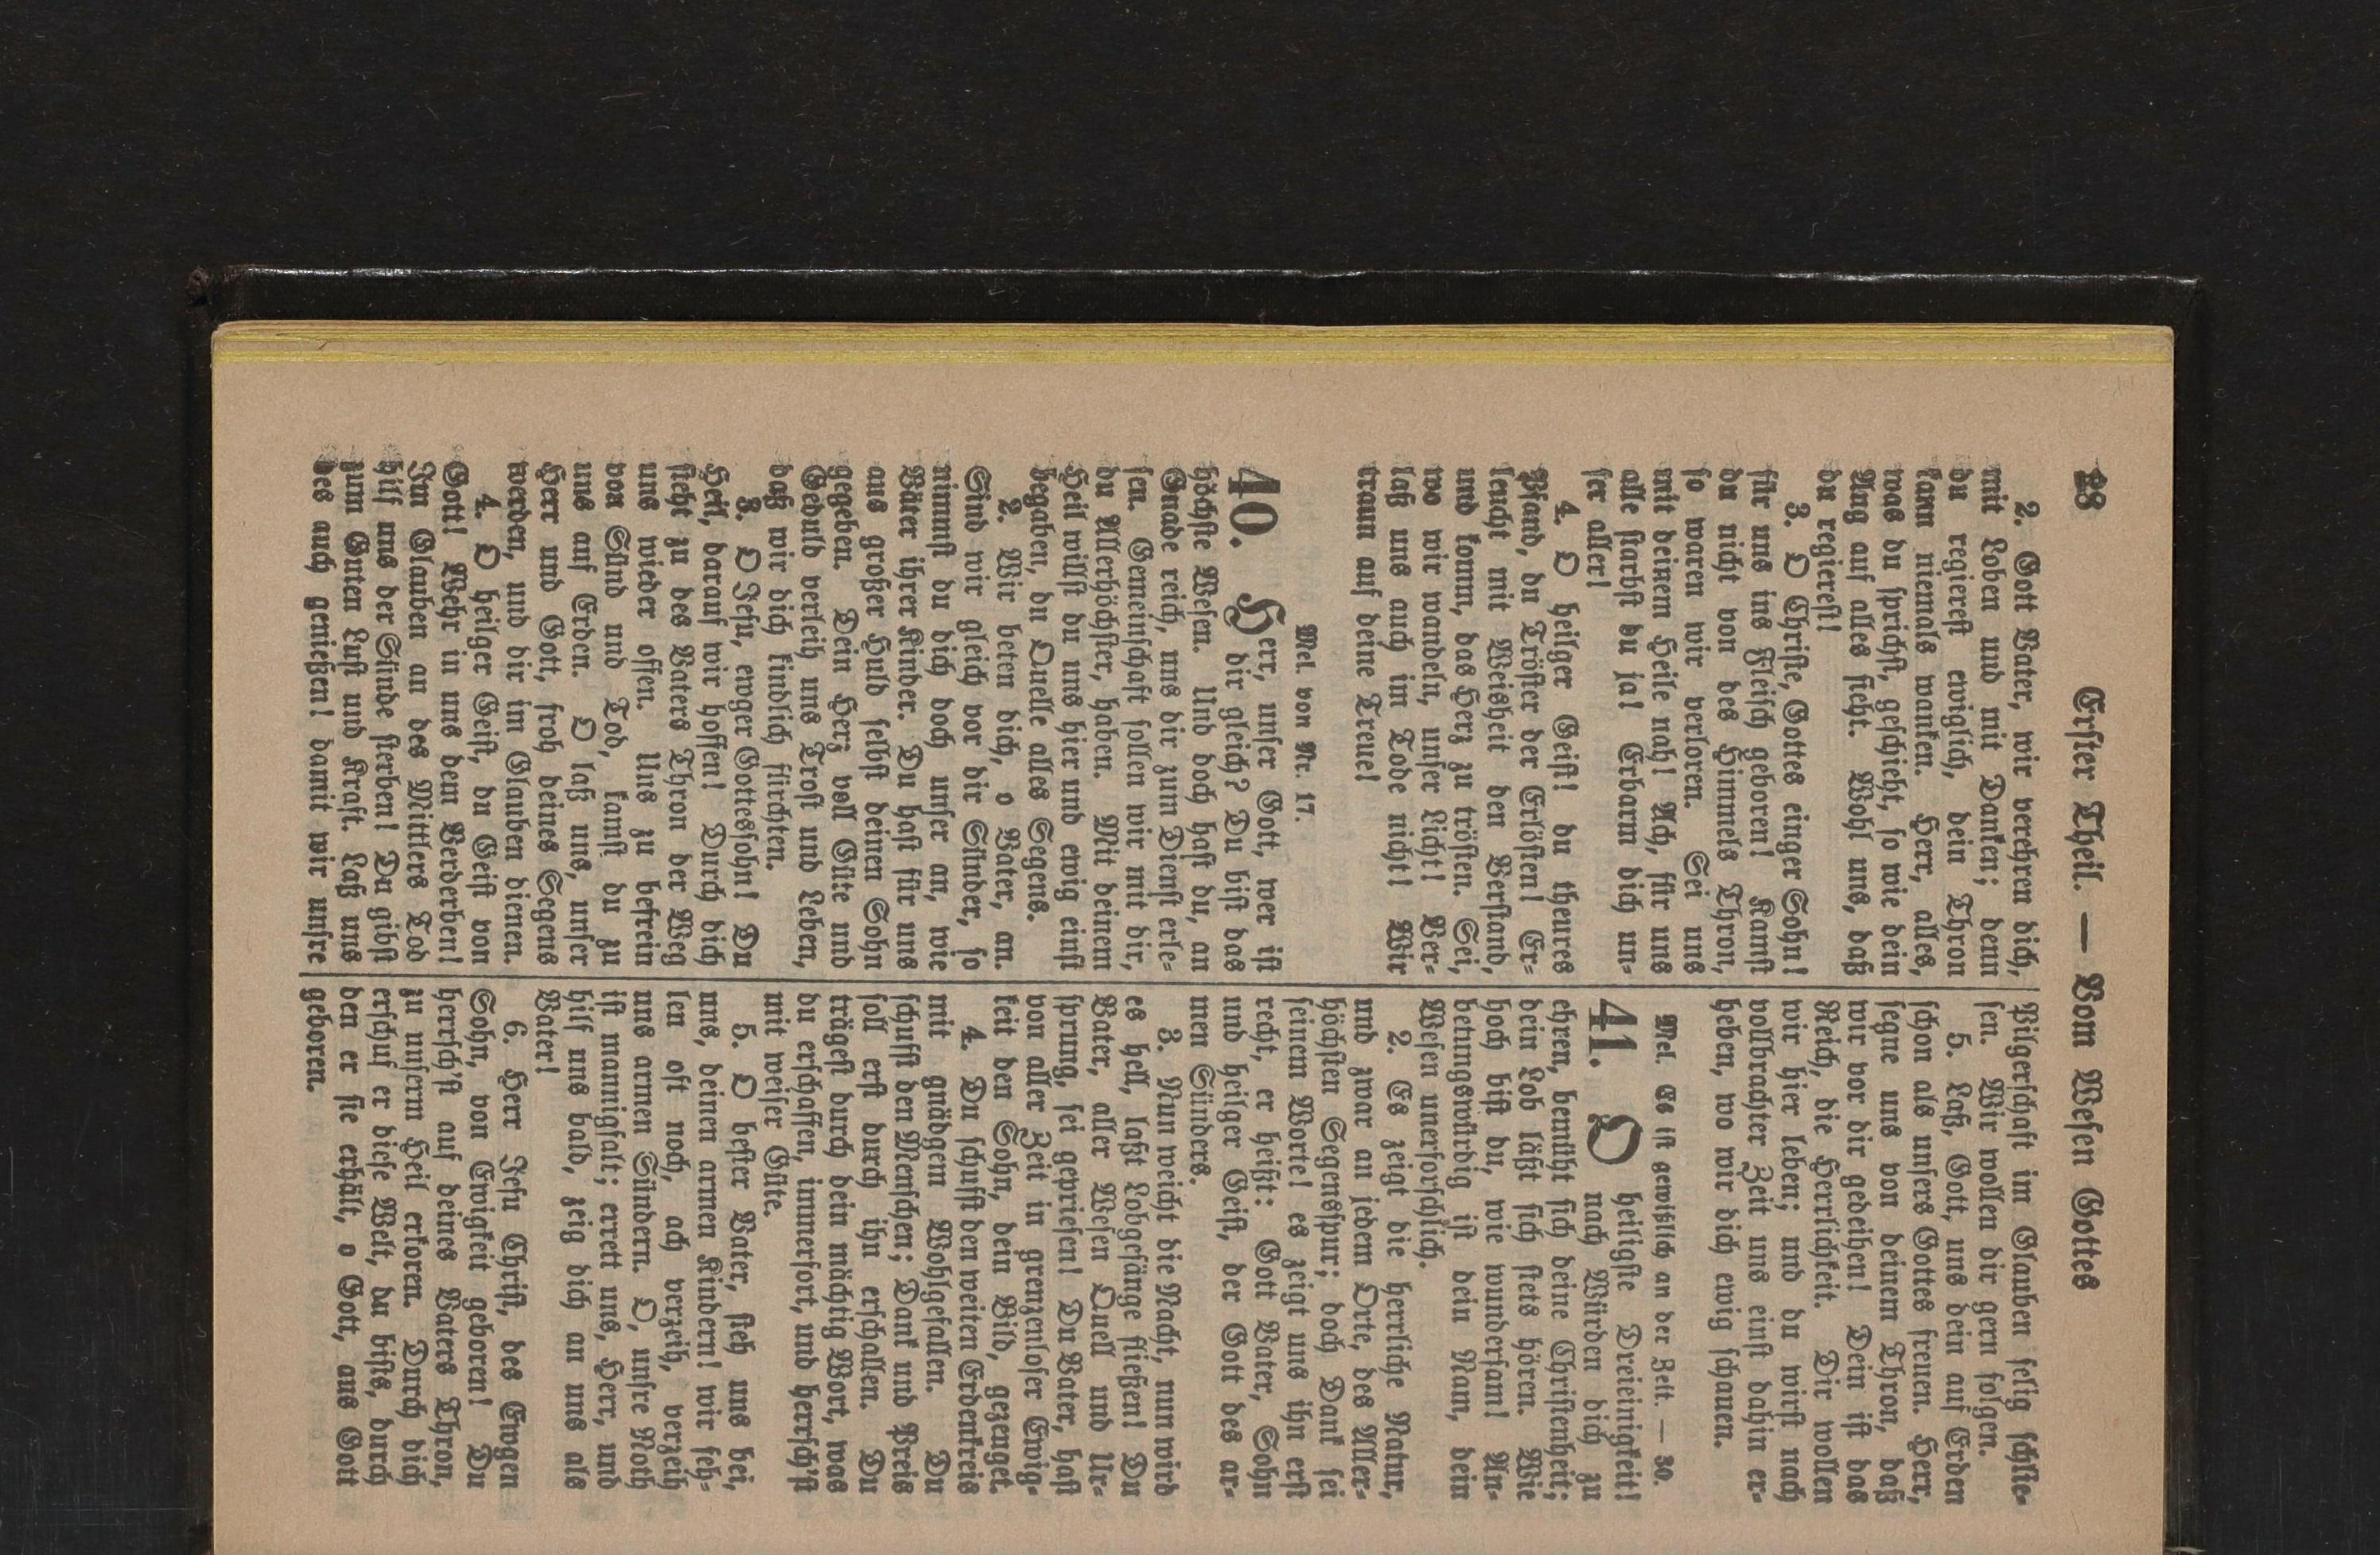 28
Erster Theil. — Vom Wesen Gottes
2. Gott Vater, wir verehren dich,
mit Loben und mit Danken; denn
du regierest ewiglich, dein Thron
kann niemals wanken. Herr, alles,
was du sprichst, geschieht, so wie dein
Aug auf alles sieht. Wohl uns, daß
du regierest!
3. O Christe, Gottes einger Sohn!
für uns ins Fleisch geboren! Kamst
du nicht von des Himmels Thron,
so waren wir verloren. Sei uns
mit deinem Heile nah! Ach, für uns
alle starbst du ja! Erbarm dich un-
ser aller!
4. O heilger Geist! du theures
Pfand, du Tröster der Erlösten! Er-
leucht mit Weisheit den Verstand,
und komm, das Herz zu trösten. Sei,
wo wir wandeln, unser Licht! Ver-
laß uns auch im Tode nicht! Wir
traun auf deine Treue!
Mel. von Nr. 17.
40. Herr, unser Gott, wer ist
dir gleich? Du bist das
höchste Wesen. Und doch hast du, an
Gnade reich, uns dir zum Dienst erle-
sen. Gemeinschaft sollen wir mit dir,
du Allerhöchster, haben. Mit deinem
Heil willst du uns hier und ewig einst
begaben, du Quelle alles Segens.
2. Wir beten dich, o Vater, an.
Sind wir gleich vor dir Sünder, so
nimmst du dich doch unser an, wie
Väter ihrer Kinder. Du hast für uns
aus großer Huld selbst deinen Sohn
gegeben. Dein Herz voll Güte und
Geduld verleih uns Trost und Leben,
daß wir dich kindlich fürchten.
3. O Jesu, ewger Gottessohn! Du
Heil, darauf wir hoffen! Durch dich
steht zu des Vaters Thron der Weg
uns wieder offen. Uns zu befrein
von Sünd und Tod, kamst du zu
uns auf Erden. O laß uns, unser
Herr und Gott, froh deines Segens
werden, und dir im Glauben dienen.
4. O heilger Geist, du Geist von
Gott! Wehr in uns dem Verderben!
Im Glauben an des Mittlers Tod
hilf uns der Sünde sterben! Du gibst
zum Guten Lust und Kraft. Laß uns
des auch genießen! damit wir unsre
Pilgerschaft im Glauben selig schlie-
sen. Wir wollen dir gern folgen.
5. Laß, Gott, uns dein auf Erden
schon als unsers Gottes freuen. Herr,
segne uns von deinem Thron, daß
wir vor dir gedeihen! Dein ist das
Reich, die Herrlichkeit. Dir wollen
wir hier leben; und du wirst nach
vollbrachter Zeit uns einst dahin er-
heben, wo wir dich ewig schauen.
Mel. Es ist gewißlich an der Zeit. — 30.
41. O heiligste Dreieinigkeit!
nach Würden dich zu
ehren, bemüht sich deine Christenheit;
dein Lob läßt sich stets hören. Wie
hoch bist du, wie wundersam! An-
betungswürdig ist dein Nam, dein
Wesen unerforschlich.
2. Es zeigt die herrliche Natur,
und zwar an jedem Orte, des Aller-
höchsten Segensspur; doch Dank sei
seinem Worte! es zeigt uns ihn erst
recht, er heißt: Gott Vater, Sohn
und heilger Geist, der Gott des ar-
men Sünders.
3. Nun weicht die Nacht, nun wird
es hell, laßt Lobgesänge fließen! Du
Vater, aller Wesen Quell und Ur-
sprung, sei gepriesen! Du Vater, hast
von aller Zeit in grenzenloser Ewig-
keit den Sohn, dein Bild, gezeuget.
4. Du schufst den weiten Erdenkreis
mit gnädgem Wohlgefallen. Du
schufst den Menschen; Dank und Preis
soll erst durch ihn erschallen. Du
trägest durch dein mächtig Wort, was
du erschaffen, immerfort, und herrsch'st
mit weiser Güte.
5. O bester Vater, steh uns bei,
uns, deinen armen Kindern! wir feh-
len oft noch, ach verzeih, verzeih
uns armen Sündern. O, unsre Noth
ist mannigfalt; errett uns, Herr, und
hilf uns bald, zeig dich an uns als
Vater!
6. Herr Jesu Christ, des Ewgen
Sohn, von Ewigkeit geboren! Du
herrsch'st auf deines Vaters Thron,
zu unserm Heil erkoren. Durch dich
erschuf er diese Welt, du bists, durch
den er sie erhält, o Gott, aus Gott
geboren.